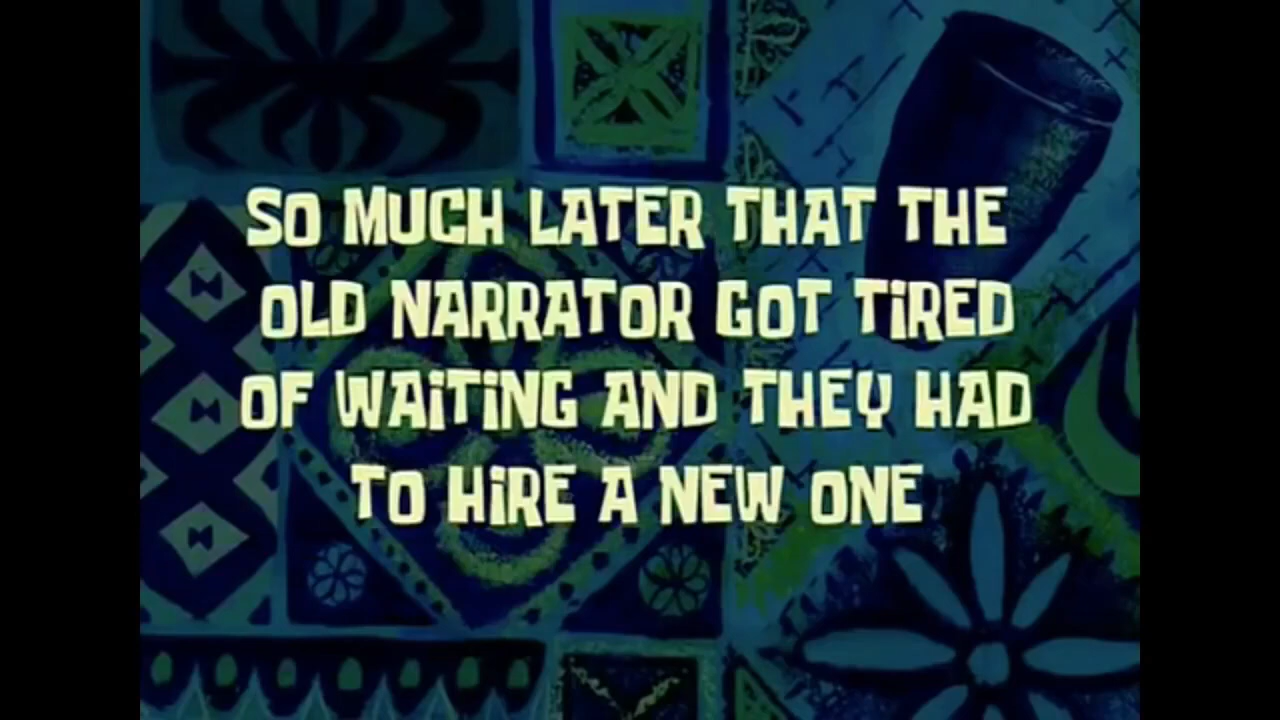 SO MUCH LATER THAT THE
OLD NARRATOR GOT TiRED
OF WAiTiNG AND THEY HAD
TO HiRE A NEW ONE